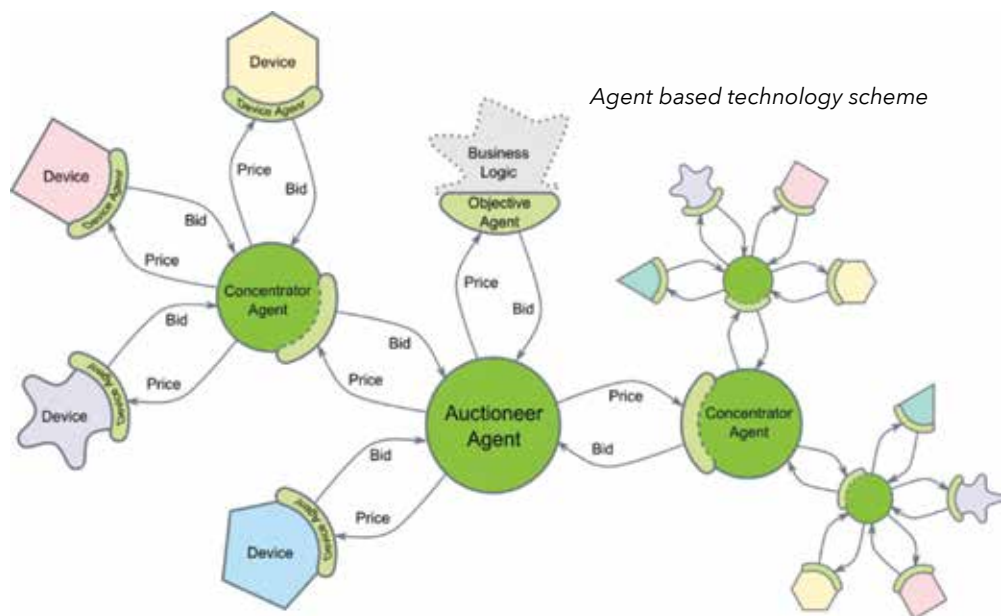 Agent based technology scheme
Device
Device Agent
Price
Bid
Device
Device Agent
Bid
Price
Business
Logic
Objective
Agent
Price
Bid
Concentrator
Agent
Bid
Price
Device
Device Agent
Bid
Price
Auctioneer
Agent
Price
Bid
Concentrator
Agent
Device
Device Agent
Bid
Price